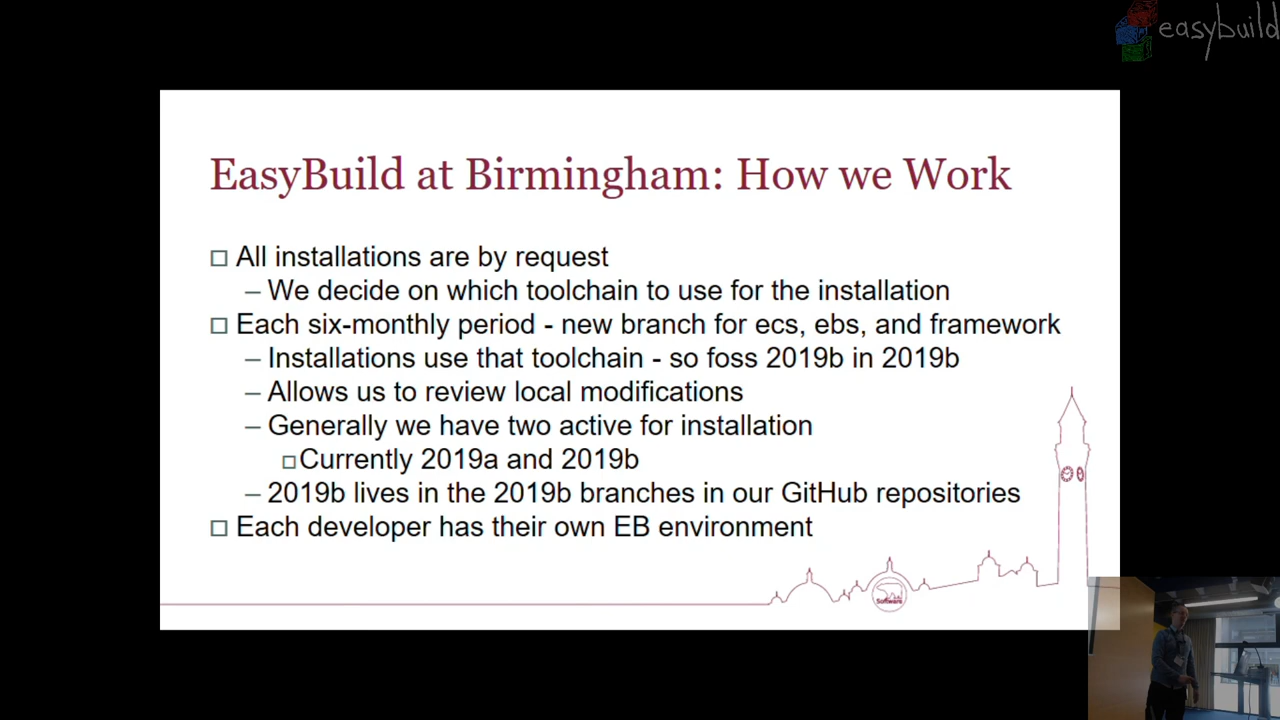 easybuild
EasyBuild at Birmingham: How we Work
All installations are by request
– We decide on which toolchain to use for the installation
Each six-monthly period - new branch for ecs, ebs, and framework
– Installations use that toolchain - so foss 2019b in 2019b
– Allows us to review local modifications
– Generally we have two active for installation
Currently 2019a and 2019b
– 2019b lives in the 2019b branches in our GitHub repositories
Each developer has their own EB environment
Software